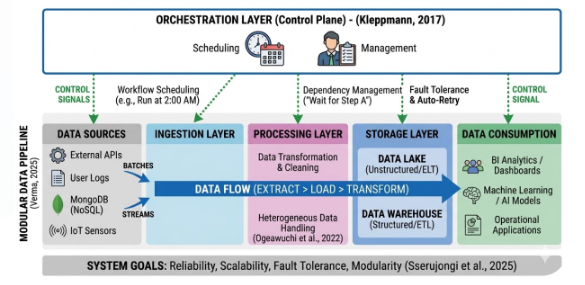 ORCHESTRATION LAYER (Control Plane) - (Kleppmann, 2017)
Scheduling
Management
CONTROL
SIGNALS
Workflow Scheduling
(e.g., Run at 2:00 AM)
Dependency Management
("Wait for Step A")
Fault Tolerance
& Auto-Retry
CONTROL
SIGNAL
MODULAR DATA PIPELINE
(Verma, 2025)
DATA SOURCES
External APIs
User Logs
MongoDB
(NoSQL)
IoT Sensors
BATCHES
STREAMS
INGESTION LAYER
PROCESSING LAYER
Data Transformation
& Cleaning
DATA FLOW (EXTRACT > LOAD > TRANSFORM)
Heterogeneous Data
Handling
(Ogeawuchi et al., 2022)
STORAGE LAYER
DATA LAKE
(Unstructured/ELT)
DATA WAREHOUSE
(Structured/ETL)
DATA CONSUMPTION
BI Analytics /
Dashboards
Machine Learning
/ AI Models
Operational
Applications
SYSTEM GOALS: Reliability, Scalability, Fault Tolerance, Modularity (Sserujongi et al., 2025)